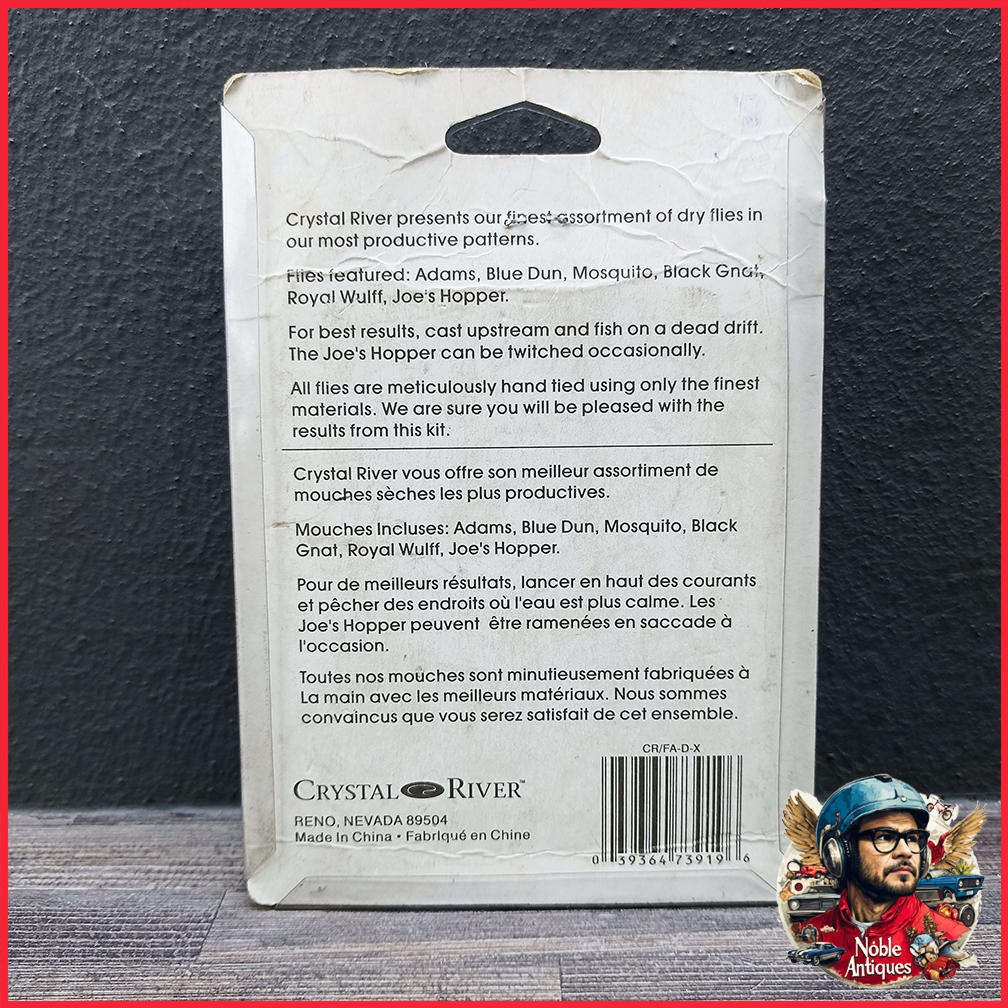 Crystal River presents our finest assortment of dry flies in
our most productive patterns.
Flies featured: Adams, Blue Dun, Mosquito, Black Gnat,
Royal Wulff, Joe's Hopper.
For best results, cast upstream and fish on a dead drift.
The Joe's Hopper can be twitched occasionally.
All flies are meticulously hand tied using only the finest
materials. We are sure you will be pleased with the
results from this kit.
Crystal River vous offre son meilleur assortiment de
mouches sèches les plus productives.
Mouches Incluses: Adams, Blue Dun, Mosquito, Black
Gnat, Royal Wulff, Joe's Hopper.
Pour de meilleurs résultats, lancer en haut des courants
et pêcher des endroits où l'eau est plus calme. Les
Joe's Hopper peuvent être ramenées en saccade à
l'occasion.
Toutes nos mouches sont minutieusement fabriquées à
La main avec les meilleurs matériaux. Nous sommes
convaincus que vous serez satisfait de cet ensemble.
CR/FA-D-X
CRYSTAL RIVER™
RENO, NEVADA 89504
Made in China • Fabriqué en Chine
0 39364 73919 6
Noble
Antiques